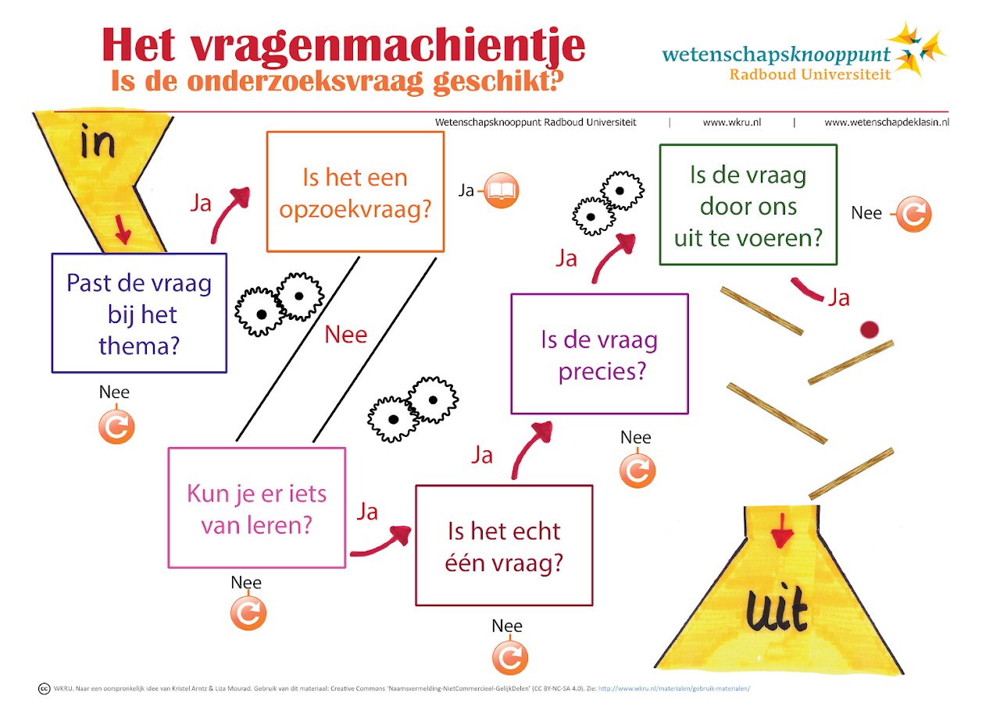 Het vragenmachientje
Is de onderzoeksvraag geschikt?
wetenschapsknooppunt
Radboud Universiteit
Wetenschapsknooppunt Radboud Universiteit | www.wkru.nl | www.wetenschapdeklasin.nl
in
Past de vraag
bij het
thema?
Nee
Ja
Is het een
opzoekvraag?
Ja
Nee
Kun je er iets
van leren?
Nee
Ja
Is het echt
één vraag?
Nee
Ja
Is de vraag
precies?
Nee
Ja
Is de vraag
door ons
uit te voeren?
Nee
Ja
uit
cc WKRU. Naar een oorspronkelijk idee van Kristel Arntz & Liza Mourad. Gebruik van dit materiaal: Creative Commons 'Naamsvermelding-NietCommercieel-GelijkDelen' (CC BY-NC-SA 4.0). Zie: http://www.wkru.nl/materialen/gebruik-materialen/